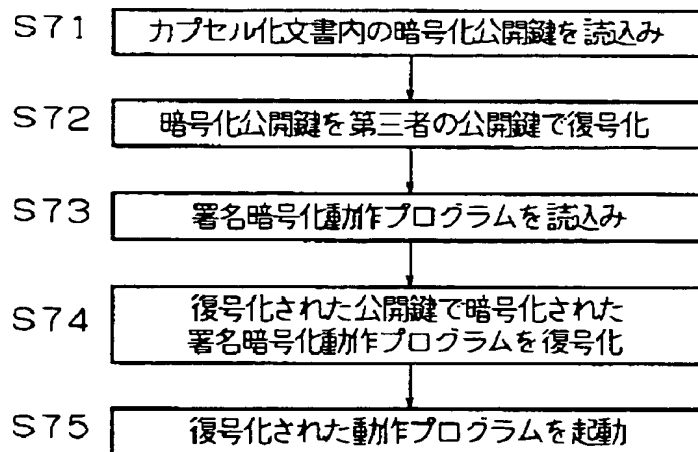 S71 カプセル化文書内の暗号化公開鍵を読込み
S72 暗号化公開鍵を第三者の公開鍵で復号化
S73 署名暗号化動作プログラムを読込み
S74 復号化された公開鍵で暗号化された
署名暗号化動作プログラムを復号化
S75 復号化された動作プログラムを起動